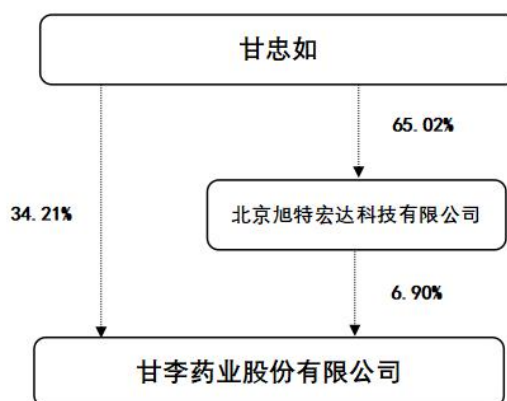 甘忠如
65.02%
34.21%
北京旭特宏达科技有限公司
6.90%
甘李药业股份有限公司